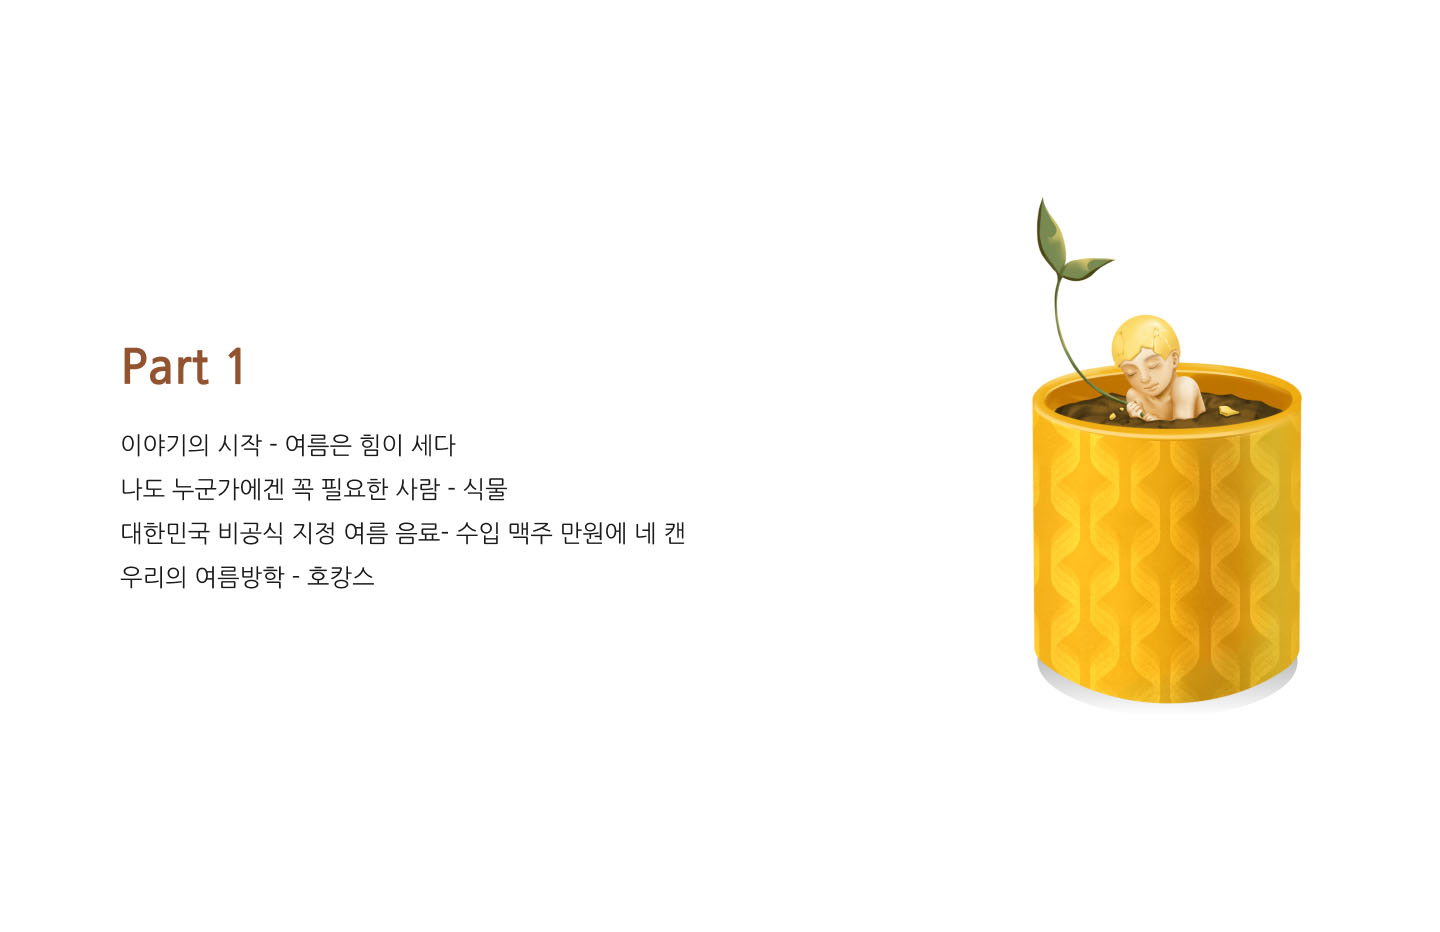 Part 1
이야기의 시작 - 여름은 힘이 세다
나도 누군가에겐 꼭 필요한 사람 - 식물
대한민국 비공식 지정 여름 음료- 수입 맥주 만원에 네 캔
우리의 여름방학 - 호캉스